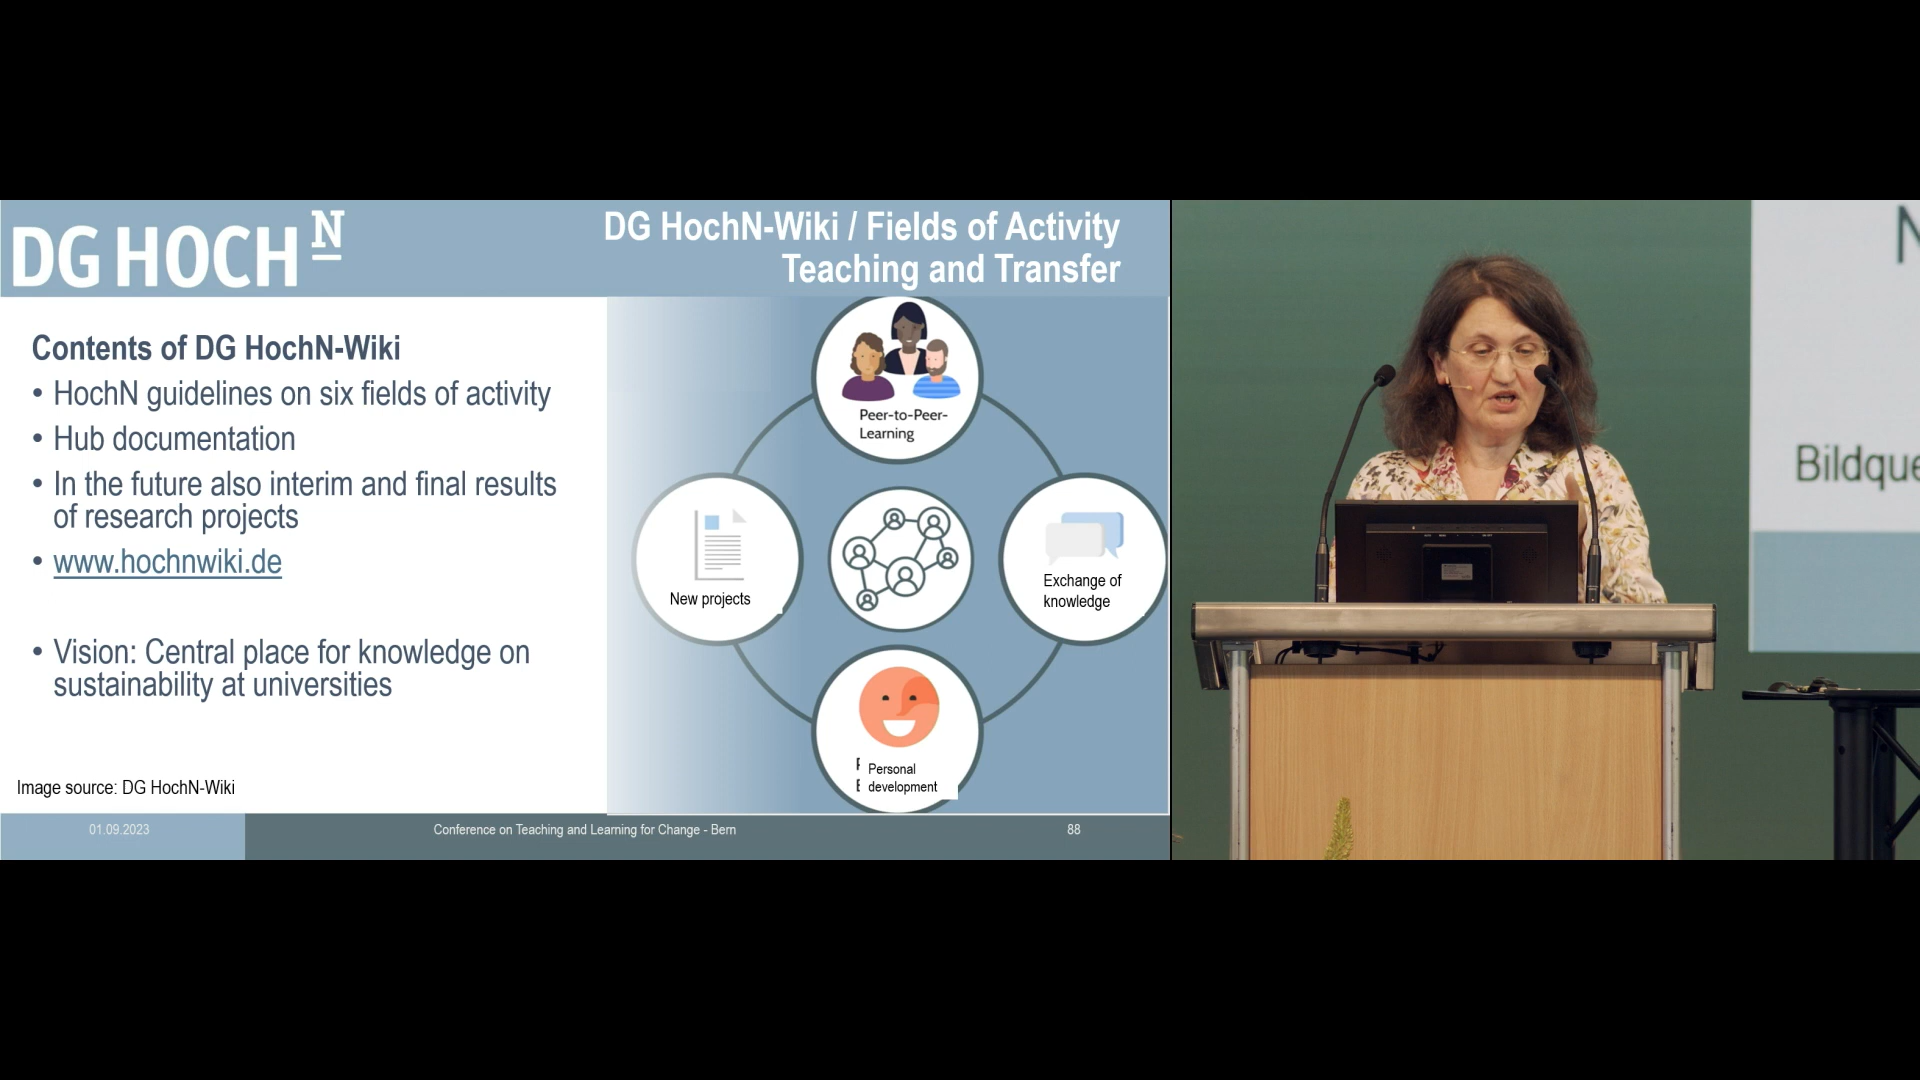 DG HOCH N
DG HochN-Wiki / Fields of Activity
Teaching and Transfer
Contents of DG HochN-Wiki
• HochN guidelines on six fields of activity
• Hub documentation
• In the future also interim and final results
of research projects
• www.hochnwiki.de
• Vision: Central place for knowledge on
sustainability at universities
Image source: DG HochN-Wiki
Peer-to-Peer-
Learning
New projects
Exchange of
knowledge
Personal
development
01.09.2023
Conference on Teaching and Learning for Change - Bern
88